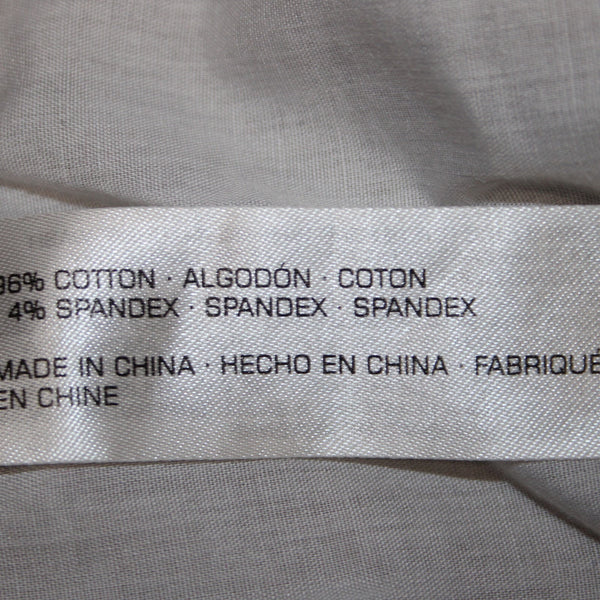 96% COTTON · ALGODÓN · COTON
4% SPANDEX · SPANDEX · SPANDEX
MADE IN CHINA · HECHO EN CHINA · FABRIQUÉ
EN CHINE